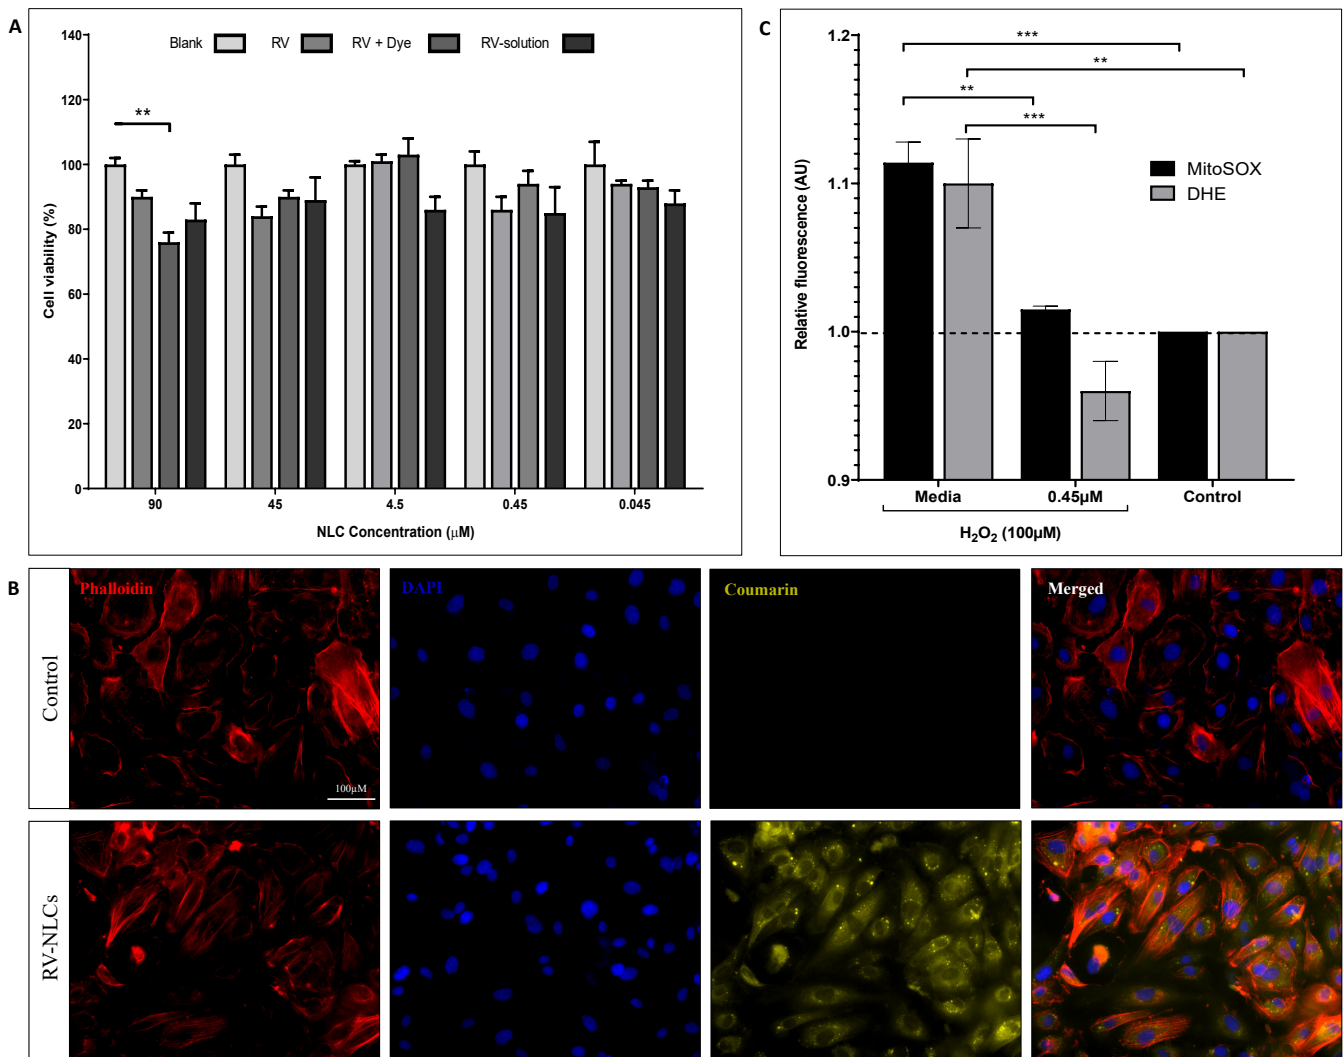 A
140
Blank RV RV + Dye RV-solution
120
**
100
80
60
40
20
0
Cell viability (%)
90 45 4.5 0.45 0.045
NLC Concentration (μM)
C
1.2
***
**
**
***
MitoSOX
DHE
1.1
1.0
0.9
Relative fluorescence (AU)
Media 0.45μM Control
H₂O₂ (100μM)
B
Control
Phalloidin DAPI Coumarin Merged
100μM
RV-NLCs